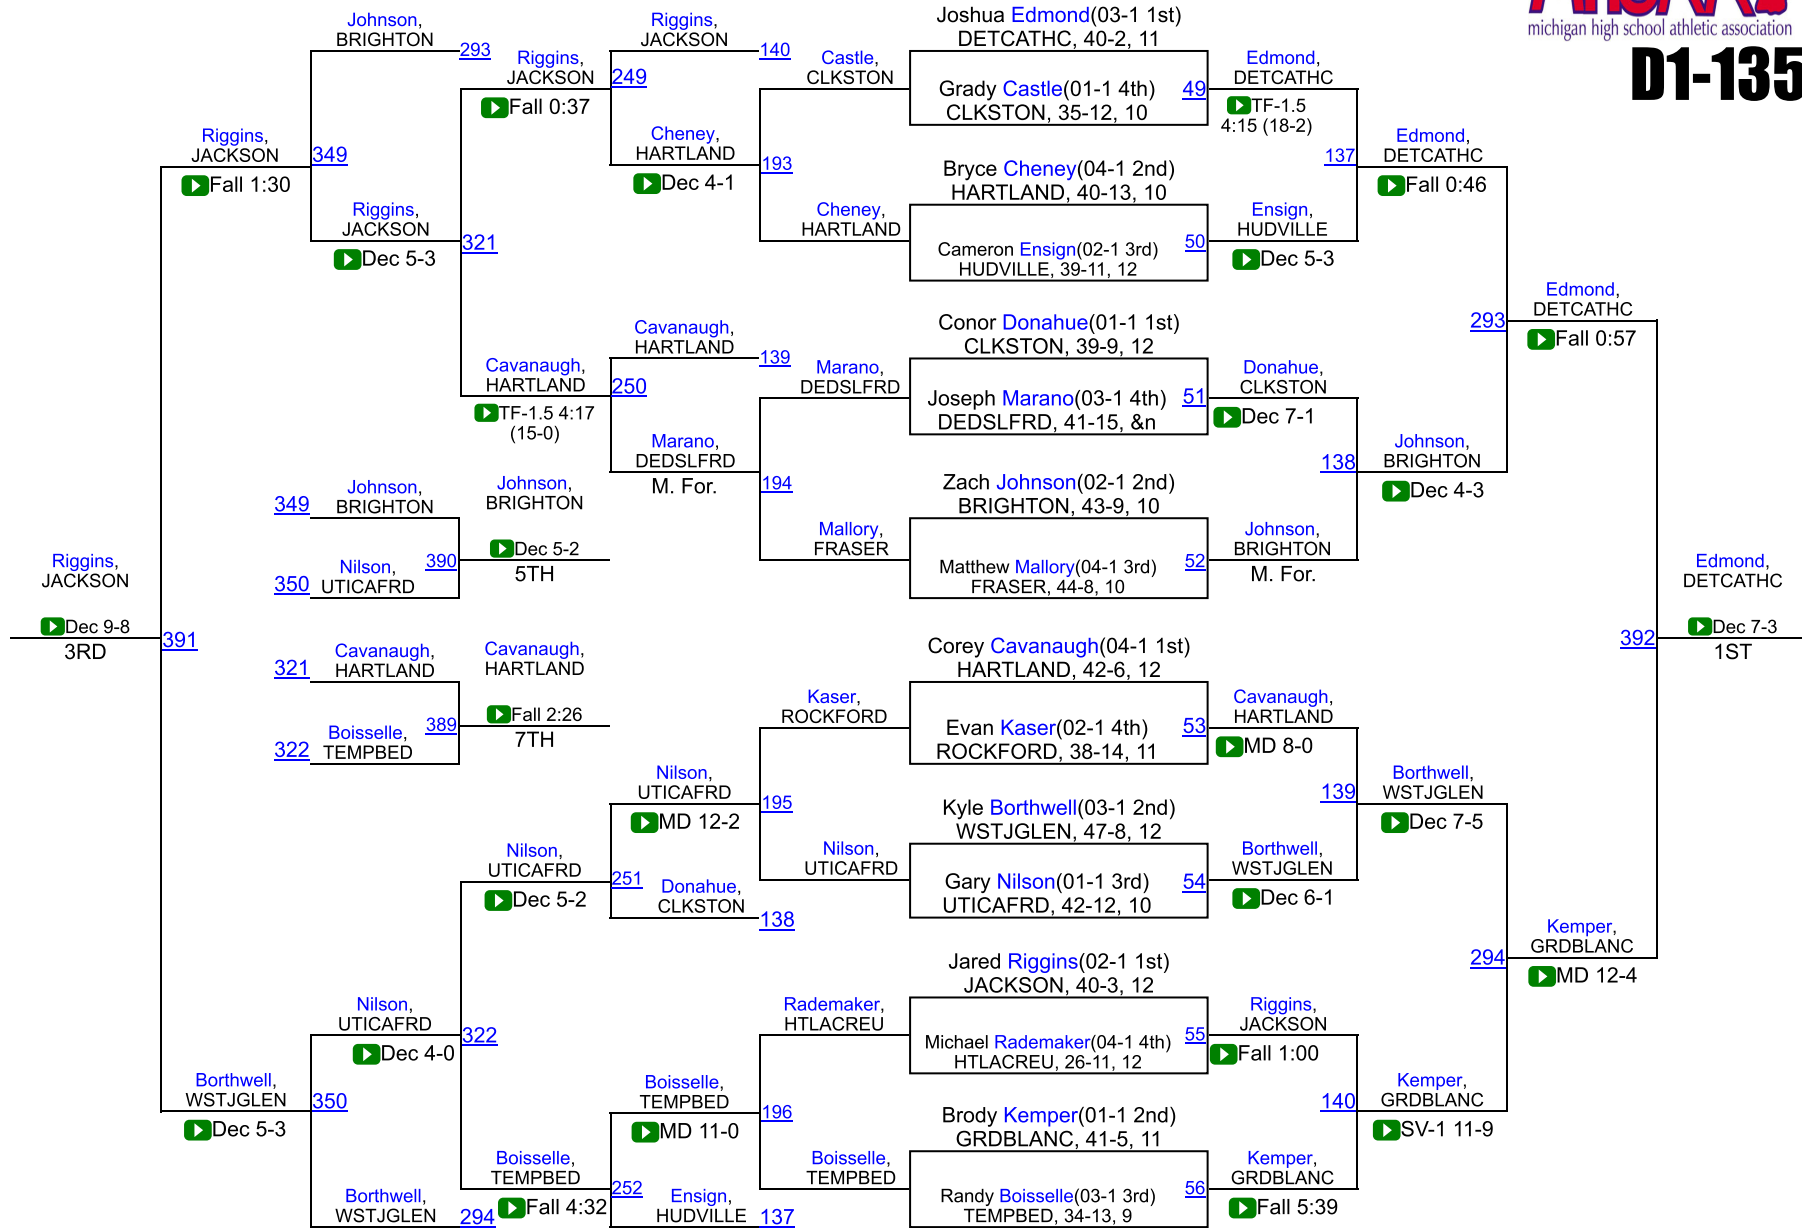 michigan high school athletic association
D1-135
Riggins,
JACKSON
Dec 9-8
3RD
391
Riggins,
JACKSON
Fall 1:30
Borthwell,
WSTJGLEN
Dec 5-3
Johnson,
BRIGHTON
293
349
Riggins,
JACKSON
Dec 5-3
349
Johnson,
BRIGHTON
350
Nilson,
UTICAFRD
390
Johnson,
BRIGHTON
Dec 5-2
5TH
321
Cavanaugh,
HARTLAND
322
Boisselle,
TEMPBED
389
Cavanaugh,
HARTLAND
Fall 2:26
7TH
Nilson,
UTICAFRD
Dec 4-0
350
Borthwell,
WSTJGLEN
294
Riggins,
JACKSON
Fall 0:37
321
Cavanaugh,
HARTLAND
TF-1.5 4:17
(15-0)
Nilson,
UTICAFRD
Dec 5-2
322
Boisselle,
TEMPBED
Fall 4:32
Riggins,
JACKSON
140
249
Cheney,
HARTLAND
Dec 4-1
Cavanaugh,
HARTLAND
139
250
Marano,
DEDSLFRD
M. For.
Nilson,
UTICAFRD
MD 12-2
251
Donahue,
CLKSTON
138
Boisselle,
TEMPBED
MD 11-0
252
Ensign,
HUDVILLE
137
Castle,
CLKSTON
193
Cheney,
HARTLAND
Marano,
DEDSLFRD
194
Mallory,
FRASER
Kaser,
ROCKFORD
195
Nilson,
UTICAFRD
Rademaker,
HTLACREU
196
Boisselle,
TEMPBED
Joshua Edmond(03-1 1st)
DETCATHC, 40-2, 11
Grady Castle(01-1 4th)
CLKSTON, 35-12, 10
49
Bryce Cheney(04-1 2nd)
HARTLAND, 40-13, 10
Cameron Ensign(02-1 3rd)
HUDVILLE, 39-11, 12
50
Conor Donahue(01-1 1st)
CLKSTON, 39-9, 12
Joseph Marano(03-1 4th)
DEDSLFRD, 41-15, &n
51
Zach Johnson(02-1 2nd)
BRIGHTON, 43-9, 10
Matthew Mallory(04-1 3rd)
FRASER, 44-8, 10
52
Corey Cavanaugh(04-1 1st)
HARTLAND, 42-6, 12
Evan Kaser(02-1 4th)
ROCKFORD, 38-14, 11
53
Kyle Borthwell(03-1 2nd)
WSTJGLEN, 47-8, 12
Gary Nilson(01-1 3rd)
UTICAFRD, 42-12, 10
54
Jared Riggins(02-1 1st)
JACKSON, 40-3, 12
Michael Rademaker(04-1 4th)
HTLACREU, 26-11, 12
55
Brody Kemper(01-1 2nd)
GRDBLANC, 41-5, 11
Randy Boisselle(03-1 3rd)
TEMPBED, 34-13, 9
56
Edmond,
DETCATHC
TF-1.5
4:15 (18-2)
137
Ensign,
HUDVILLE
Dec 5-3
Donahue,
CLKSTON
Dec 7-1
138
Johnson,
BRIGHTON
M. For.
Cavanaugh,
HARTLAND
MD 8-0
139
Borthwell,
WSTJGLEN
Dec 6-1
Riggins,
JACKSON
Fall 1:00
140
Kemper,
GRDBLANC
Fall 5:39
Edmond,
DETCATHC
Fall 0:46
293
Johnson,
BRIGHTON
Dec 4-3
Borthwell,
WSTJGLEN
Dec 7-5
294
Kemper,
GRDBLANC
SV-1 11-9
Edmond,
DETCATHC
Fall 0:57
392
Kemper,
GRDBLANC
MD 12-4
Edmond,
DETCATHC
Dec 7-3
1ST